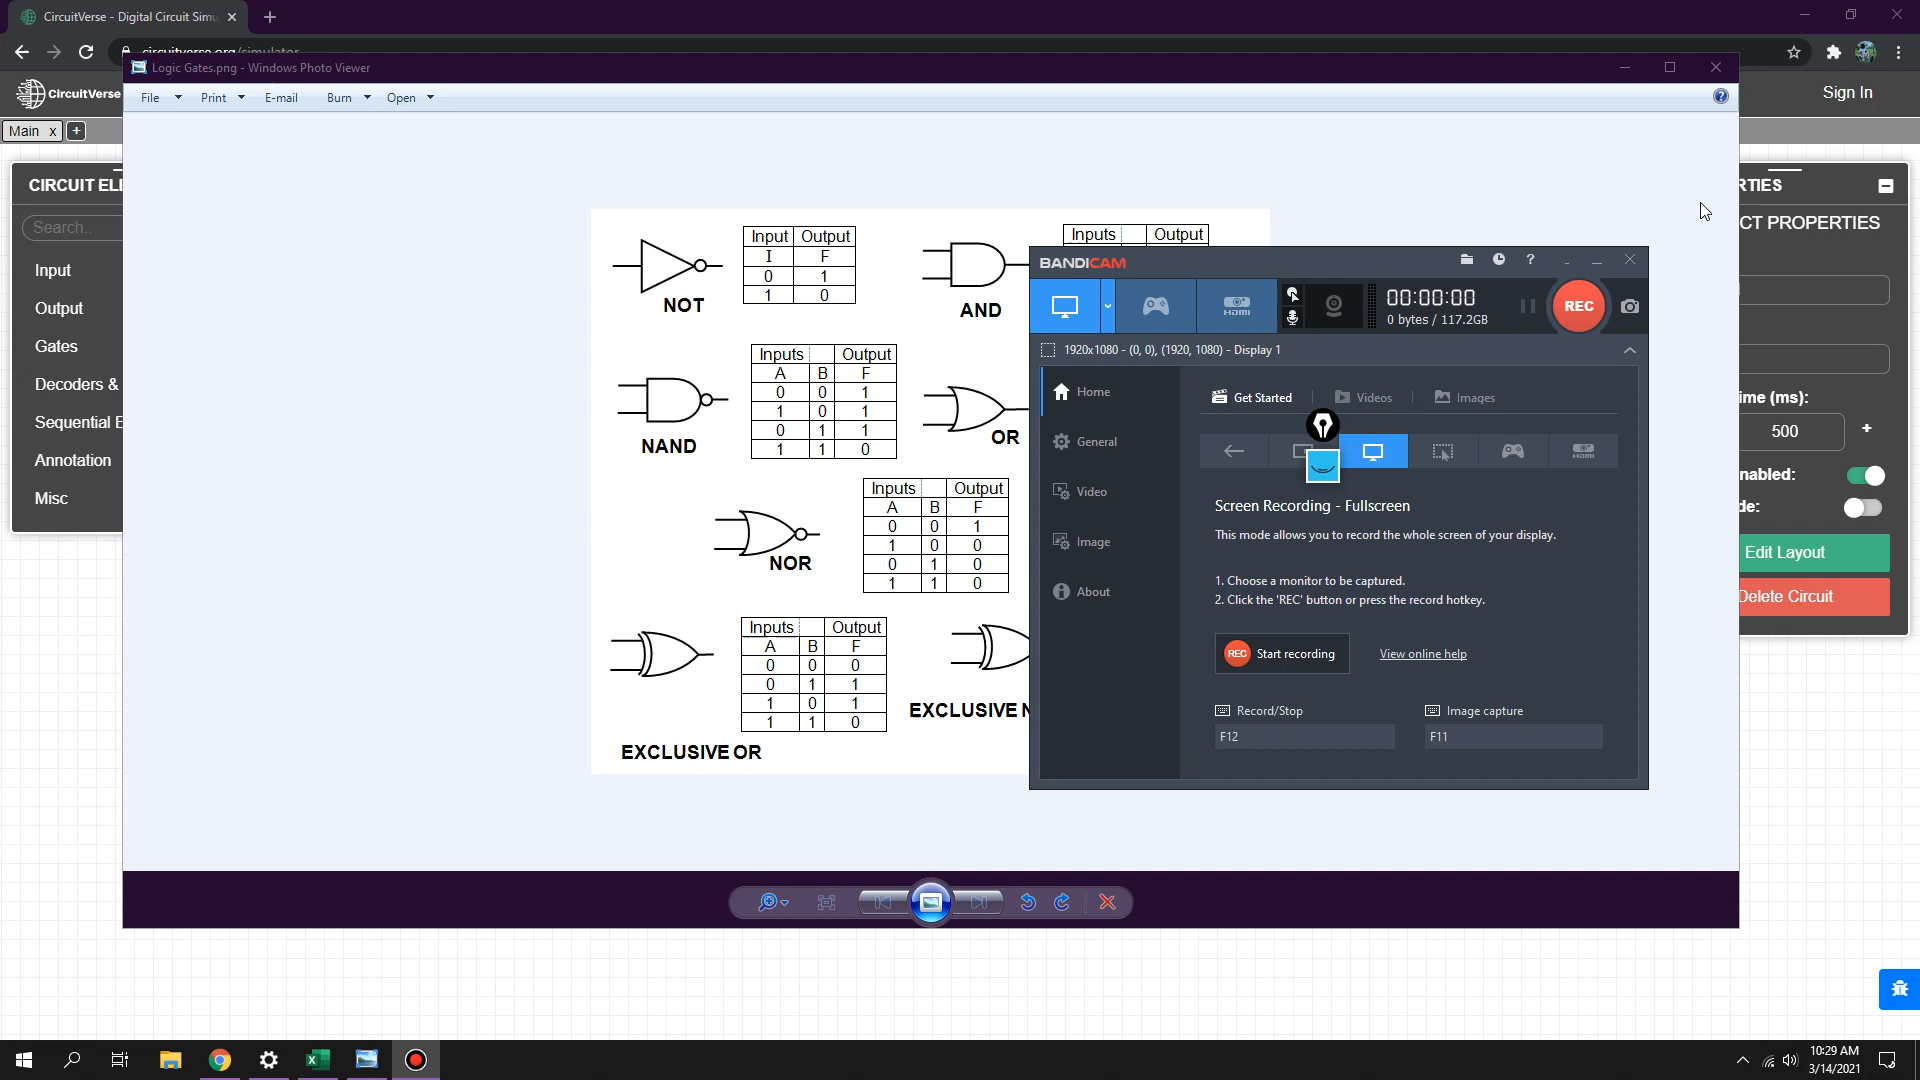 CircuitVerse - Digital Circuit Simu
circuitverse.org/simulator
Logic Gates.png - Windows Photo Viewer
CircuitVerse
File
Print
E-mail
Burn
Open
Sign In
Main x
+
CIRCUIT ELE
Search..
Input
Output
Gates
Decoders &
Sequential E
Annotation
Misc
Input Output
I F
0 1
1 0
NOT
Inputs Output
AND
Inputs Output
A B F
0 0 1
1 0 1
0 1 1
1 1 0
NAND
OR
Inputs Output
A B F
0 0 1
1 0 0
0 1 0
1 1 0
NOR
Inputs Output
A B F
0 0 0
0 1 1
1 0 1
1 1 0
EXCLUSIVE OR
EXCLUSIVE N
BANDICAM
?
HDMI
00:00:00
0 bytes / 117.2GB
REC
1920x1080 - (0, 0), (1920, 1080) - Display 1
Home
General
Video
Image
About
Get Started
Videos
Images
HDMI
Screen Recording - Fullscreen
This mode allows you to record the whole screen of your display.
1. Choose a monitor to be captured.
2. Click the 'REC' button or press the record hotkey.
REC Start recording
View online help
Record/Stop
F12
Image capture
F11
RTIES
CT PROPERTIES
ime (ms):
500 +
nabled:
de:
Edit Layout
Delete Circuit
10:29 AM
3/14/2021